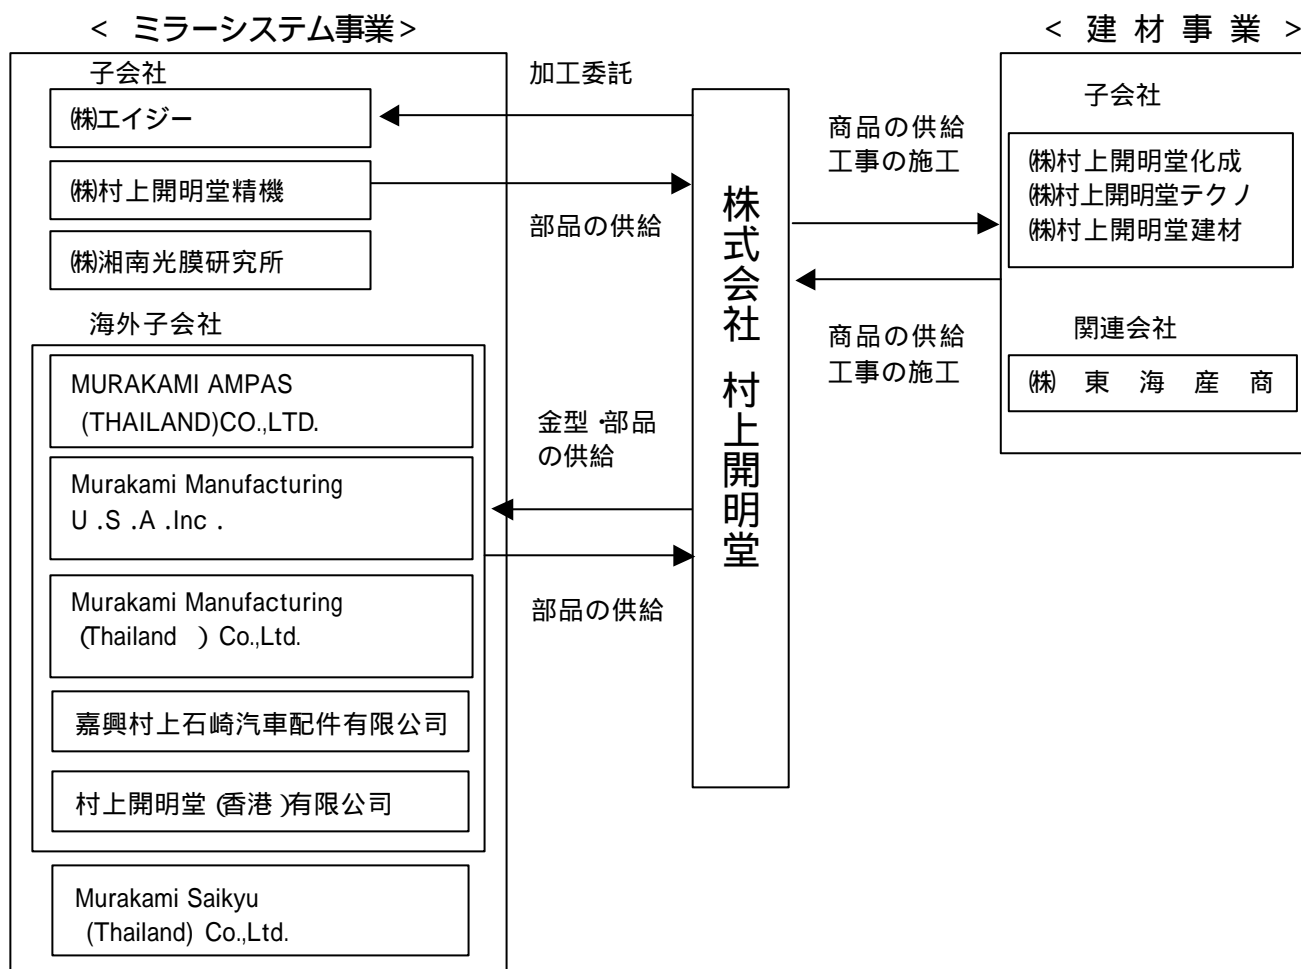 < ミラーシステム事業>
子会社
㈱エイジー
㈱村上開明堂精機
㈱湘南光膜研究所
海外子会社
MURAKAMI AMPAS
(THAILAND)CO.,LTD.
Murakami Manufacturing
U .S .A .Inc .
Murakami Manufacturing
(Thailand ) Co.,Ltd.
嘉興村上石崎汽車配件有限公司
村上開明堂 (香港 )有限公司
Murakami Saikyu
(Thailand) Co.,Ltd.
加工委託
部品の供給
金型・部品
の供給
部品の供給
株式会社 村上開明堂
商品の供給
工事の施工
商品の供給
工事の施工
< 建 材 事 業 >
子会社
㈱村上開明堂化成
㈱村上開明堂テクノ
㈱村上開明堂建材
関連会社
㈱ 東 海 産 商